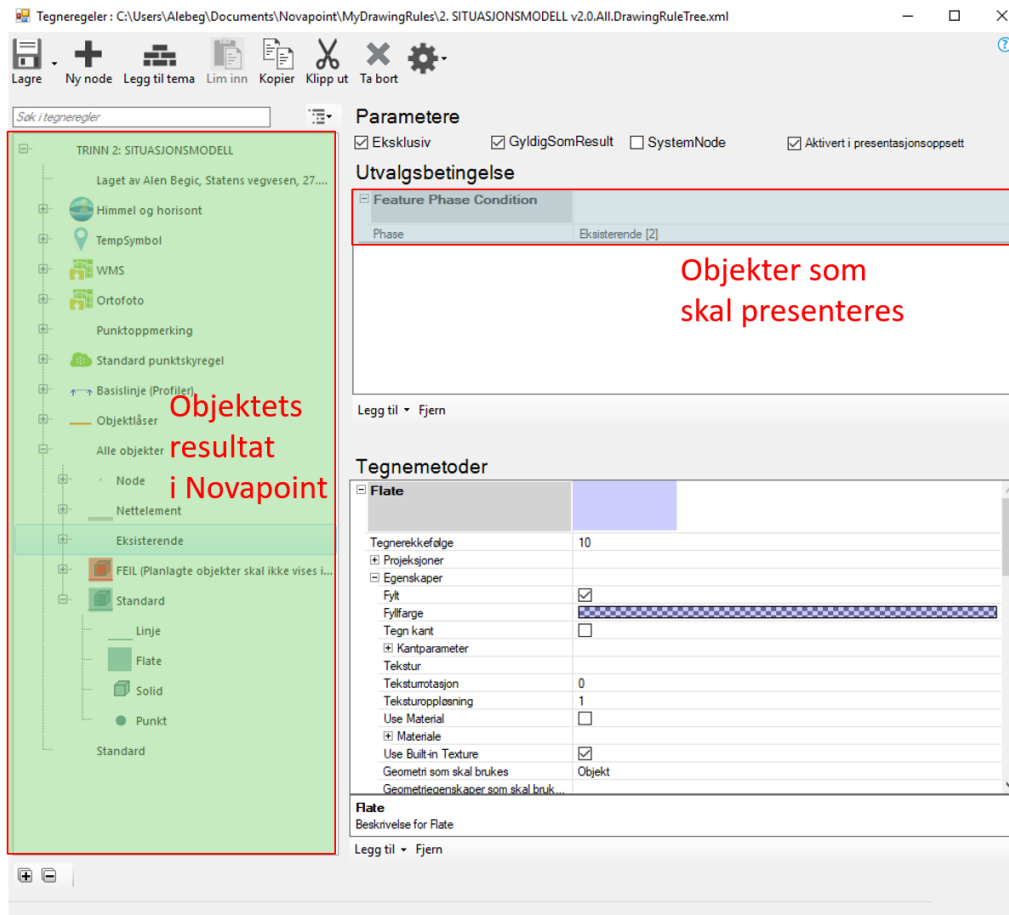 Tegneregeler : C:\Users\Alebeg\Documents\Novapoint\MyDrawingRules\2. SITUASJONSMODELL v2.0.All.DrawingRuleTree.xml
Lagre
Ny node
Legg til tema
Lim inn
Kopier
Klipp ut
Ta bort
Søk i tegneregler
TRINN 2: SITUASJONSMODELL
Laget av Alen Begic, Statens vegvesen, 27....
Himmel og horisont
TempSymbol
WMS
Ortofoto
Punktoppmerking
Standard punktskyregel
Basislinje (Profiler)
Objektlåser
Alle objekter
Node
Nettelement
Eksisterende
FEIL (Planlagte objekter skal ikke vises i...
Standard
Linje
Flate
Solid
Punkt
Standard
Objektets
resultat
i Novapoint
Parametere
Eksklusiv
GyldigSomResult
SystemNode
Aktivert i presentasjonsoppsett
Utvalgsbetingelse
Feature Phase Condition
Phase Eksisterende [2]
Objekter som
skal presenteres
Legg til Fjern
Tegnemetoder
Flate
Tegnerekkefølge 10
Projeksjoner
Egenskaper
Fylt
Fyllfarge
Tegn kant
Kantparameter
Tekstur
Teksturrotasjon 0
Teksturoppløsning 1
Use Material
Materiale
Use Built-in Texture
Geometri som skal brukes Objekt
Geometriegenskaper som skal bruk...
Flate
Beskrivelse for Flate
Legg til Fjern